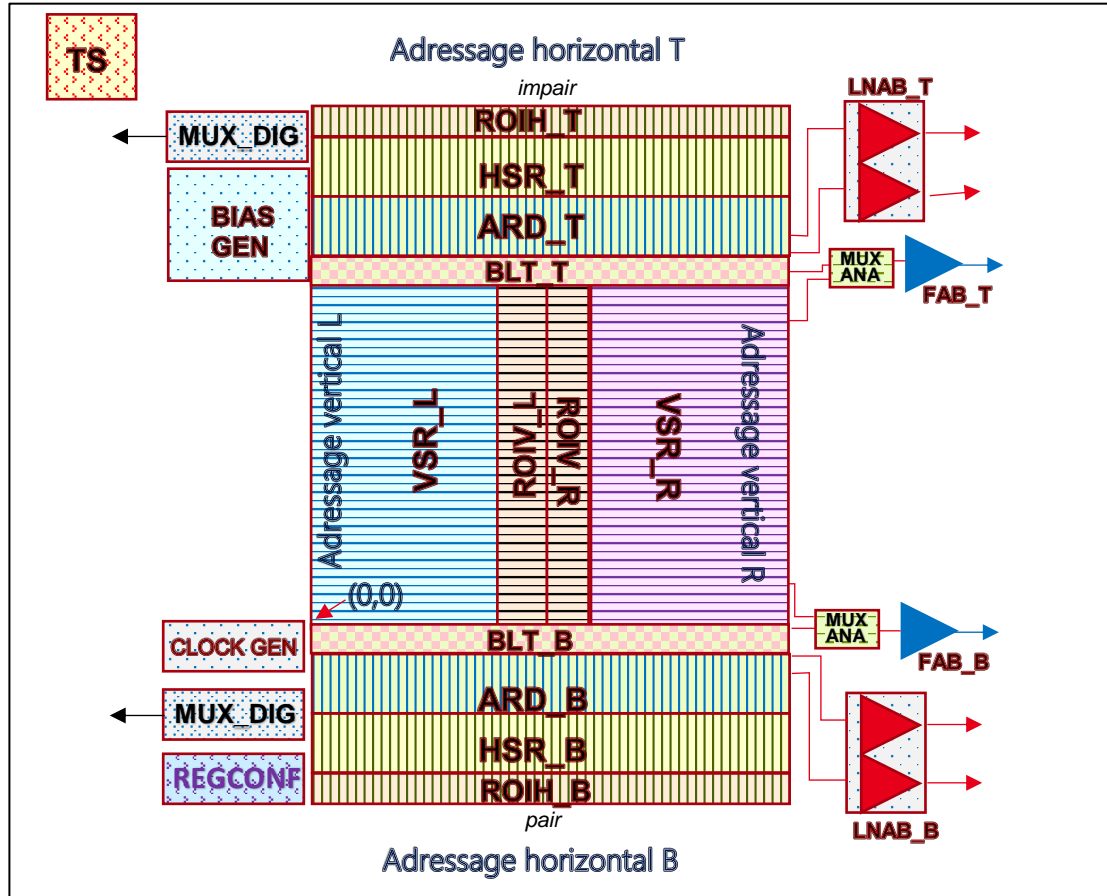 TS
Adressage horizontal T
impair
LNAB_T
ROIH_T
MUX_DIG
HSR_T
BIAS
GEN
ARD_T
BLT_T
MUX
ANA
FAB_T
Adressage vertical L
VSR_L
ROIV_L
ROIV_R
VSR_R
Adressage vertical R
(0,0)
CLOCK GEN
BLT_B
MUX
ANA
FAB_B
ARD_B
MUX_DIG
HSR_B
REGCONF
ROIH_B
LNAB_B
pair
Adressage horizontal B